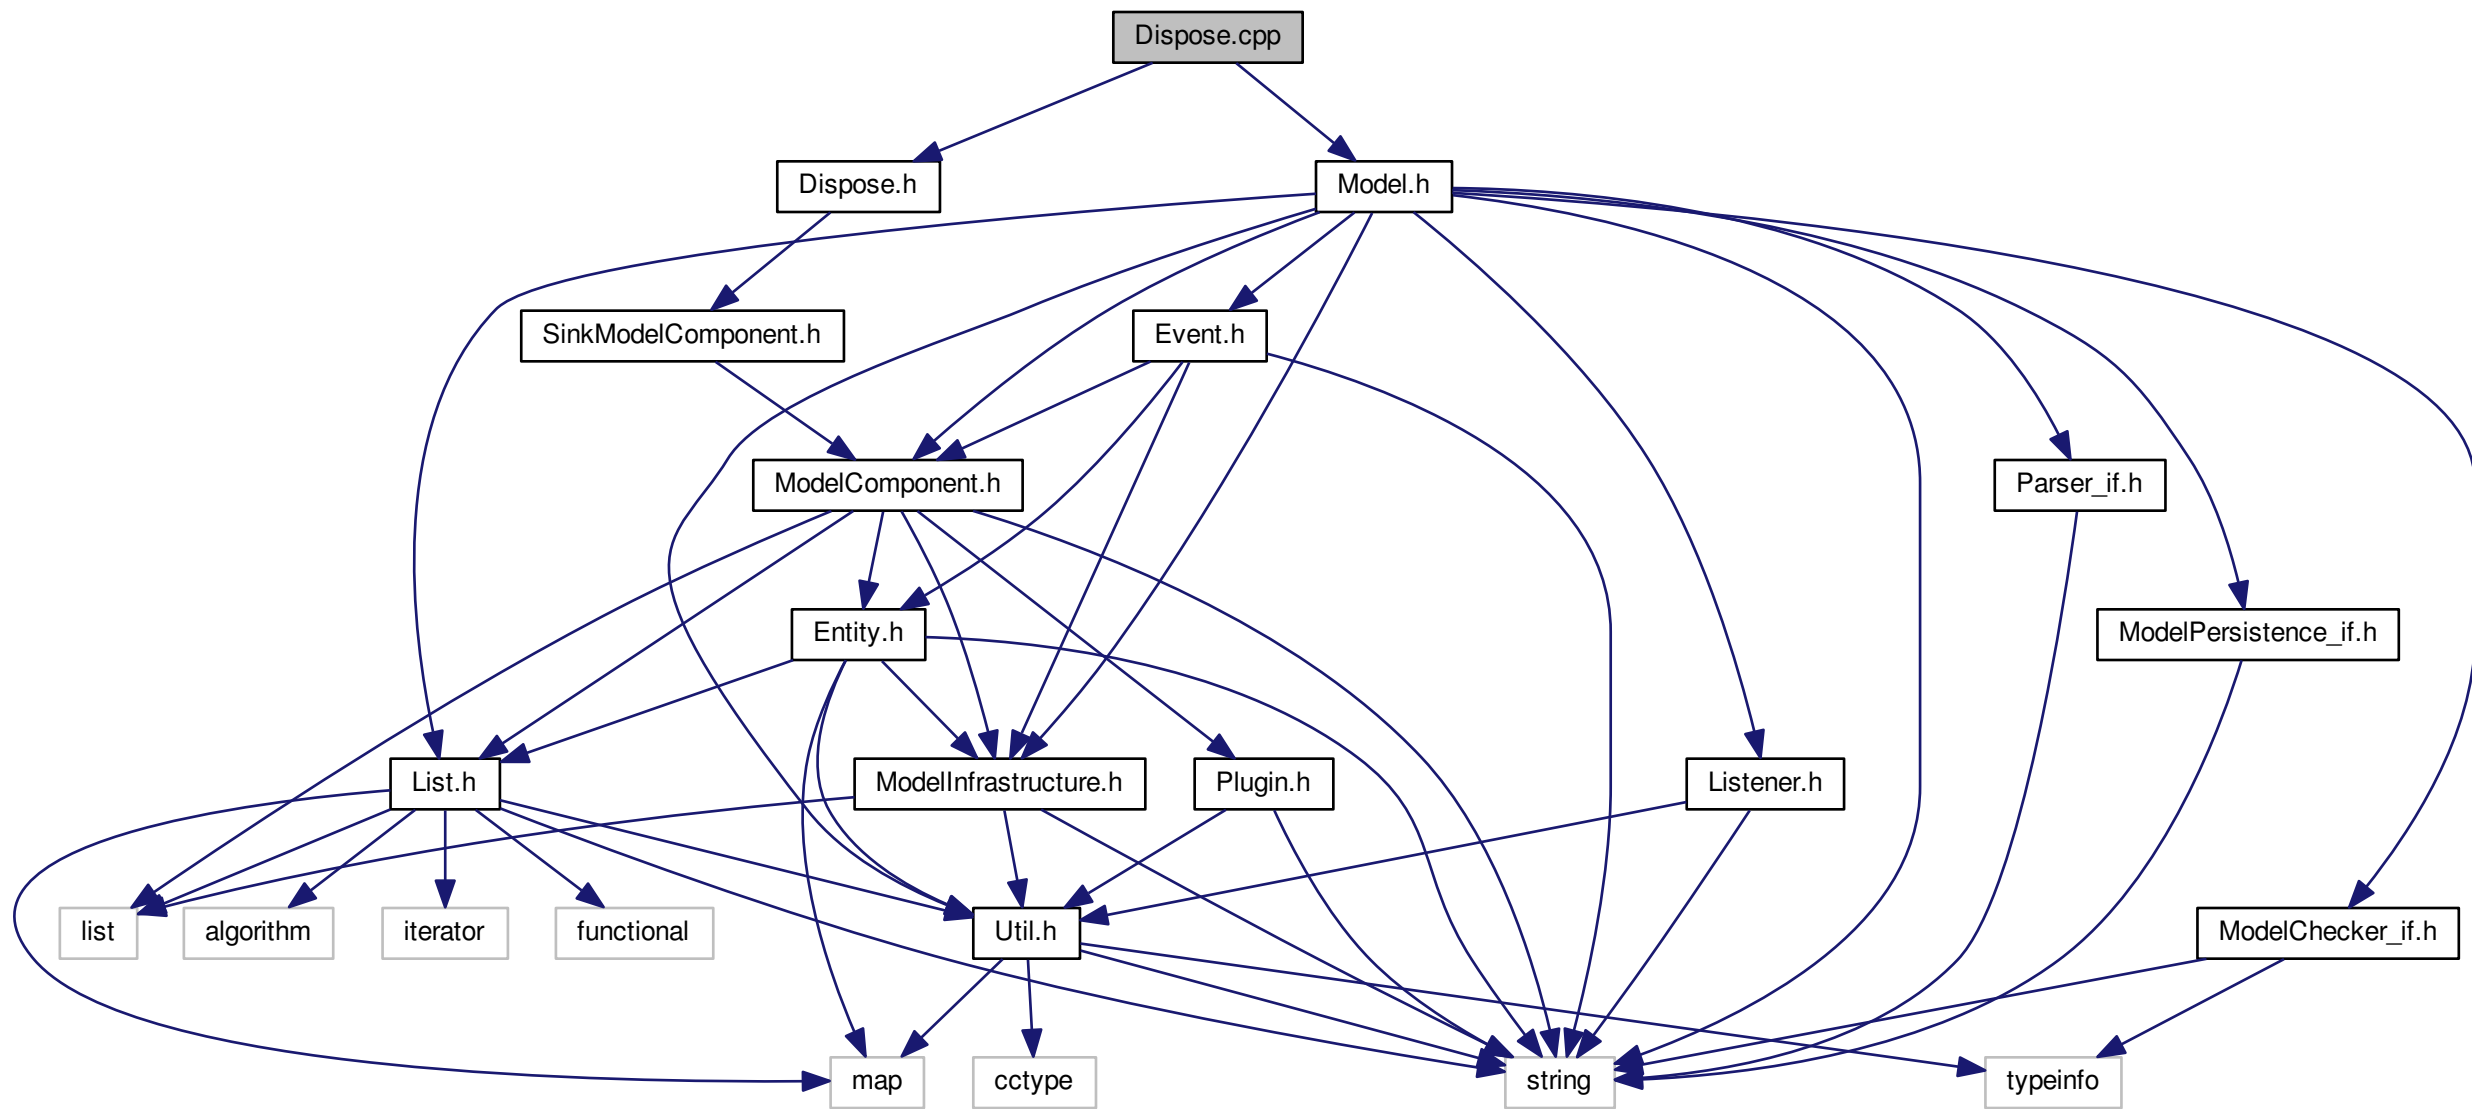 Dispose.cpp
Dispose.h
Model.h
SinkModelComponent.h
Event.h
ModelComponent.h
Parser_if.h
Entity.h
ModelPersistence_if.h
List.h
ModelInfrastructure.h
Plugin.h
Listener.h
list
algorithm
iterator
functional
Util.h
ModelChecker_if.h
map
cctype
string
typeinfo